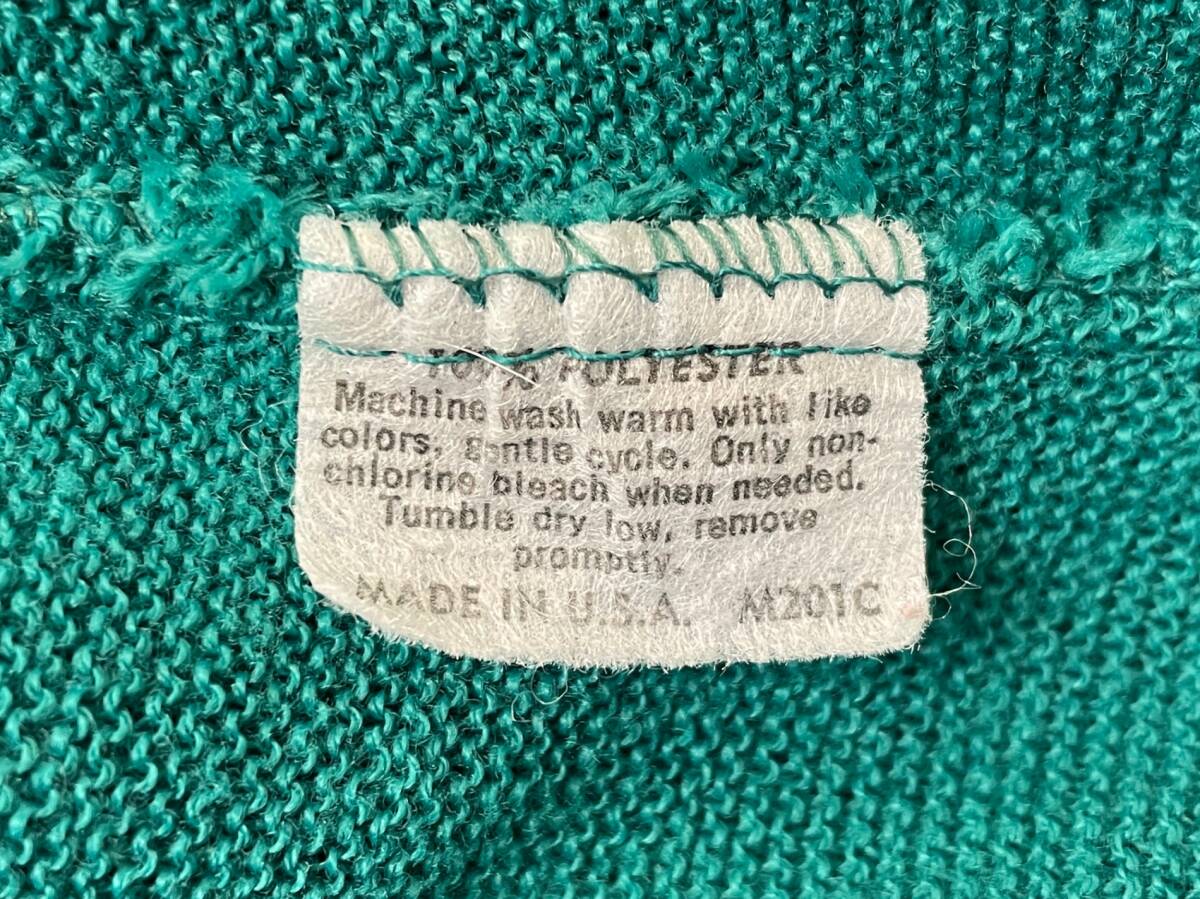 100% POLYESTER
Machine wash warm with like
colors, gentle cycle. Only non-
chlorine bleach when needed.
Tumble dry low, remove
promptly.
MADE IN U.S.A. M201C